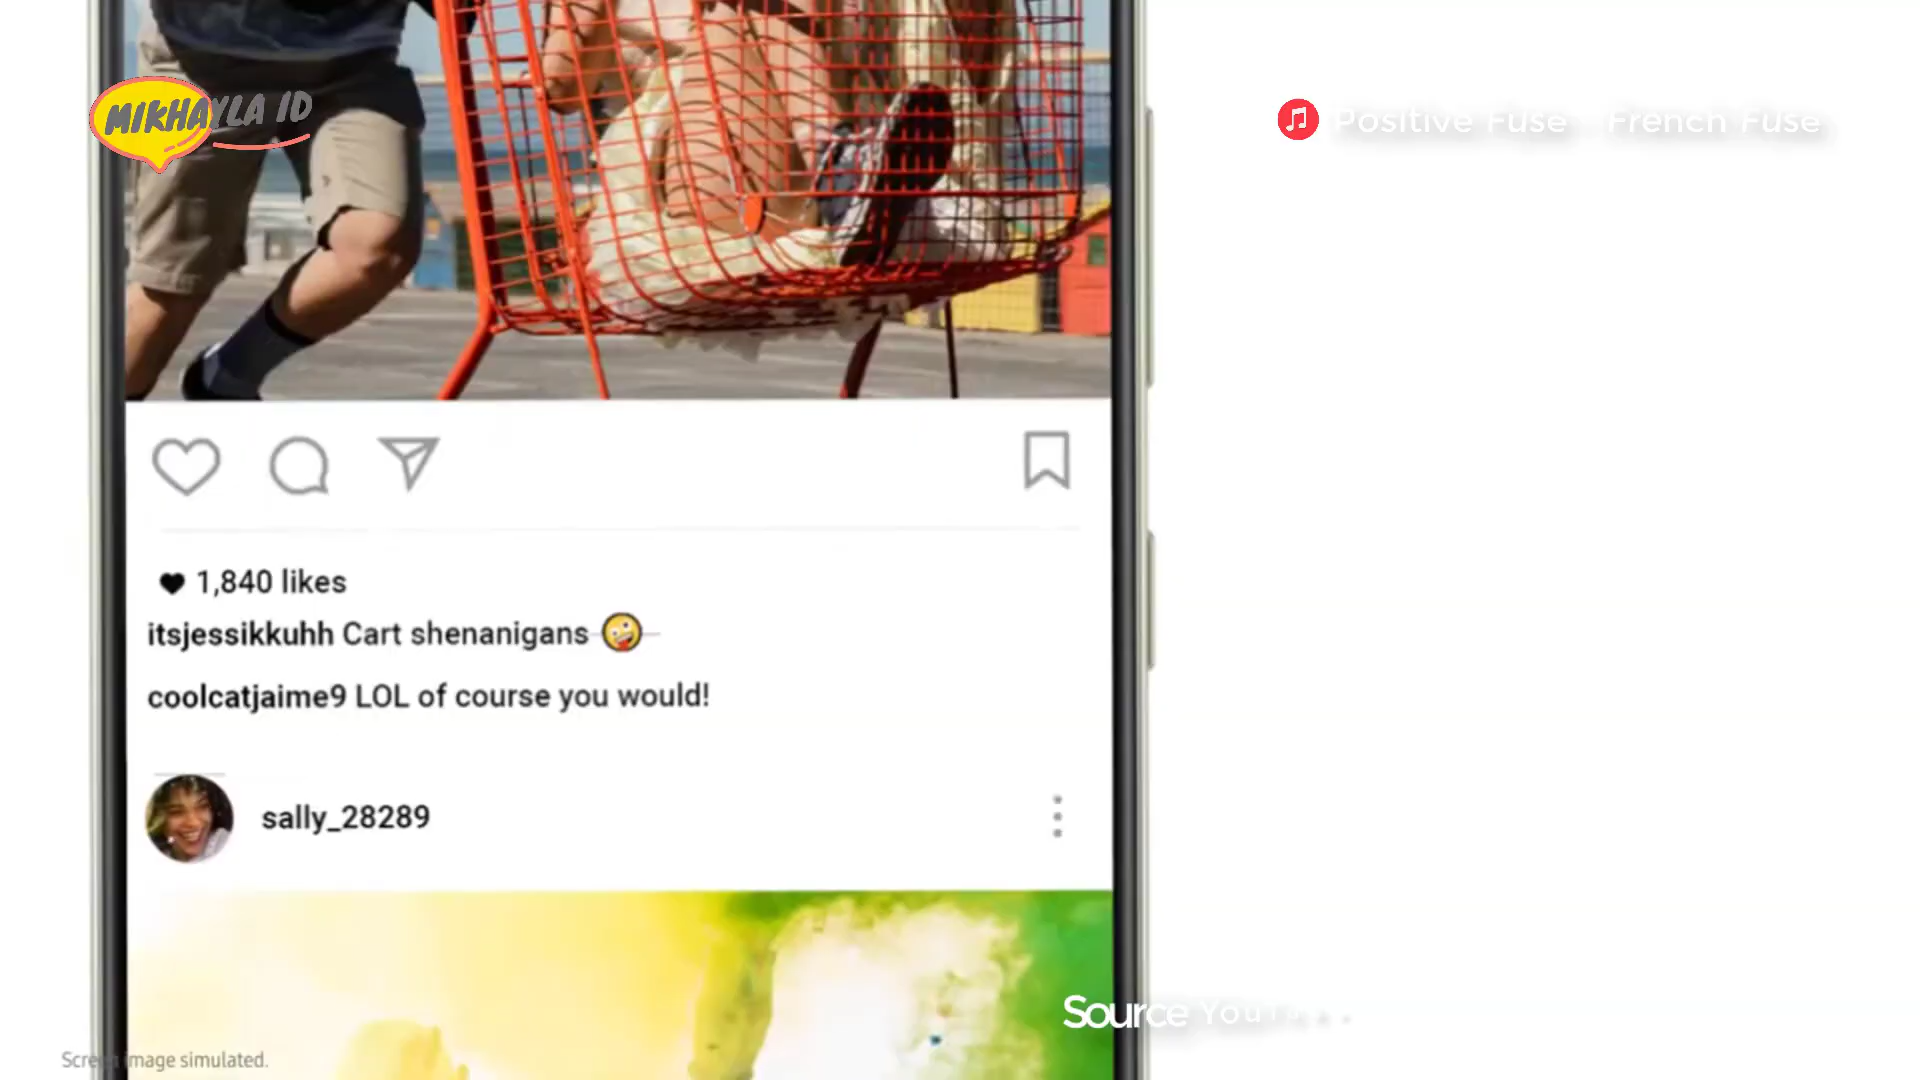 MIKHAYLA ID
Positive Fuse - French Fuse
1,840 likes
itsjessikkuhh Cart shenanigans 🤪
coolcatjaime9 LOL of course you would!
sally_28289
Source
Screen image simulated.